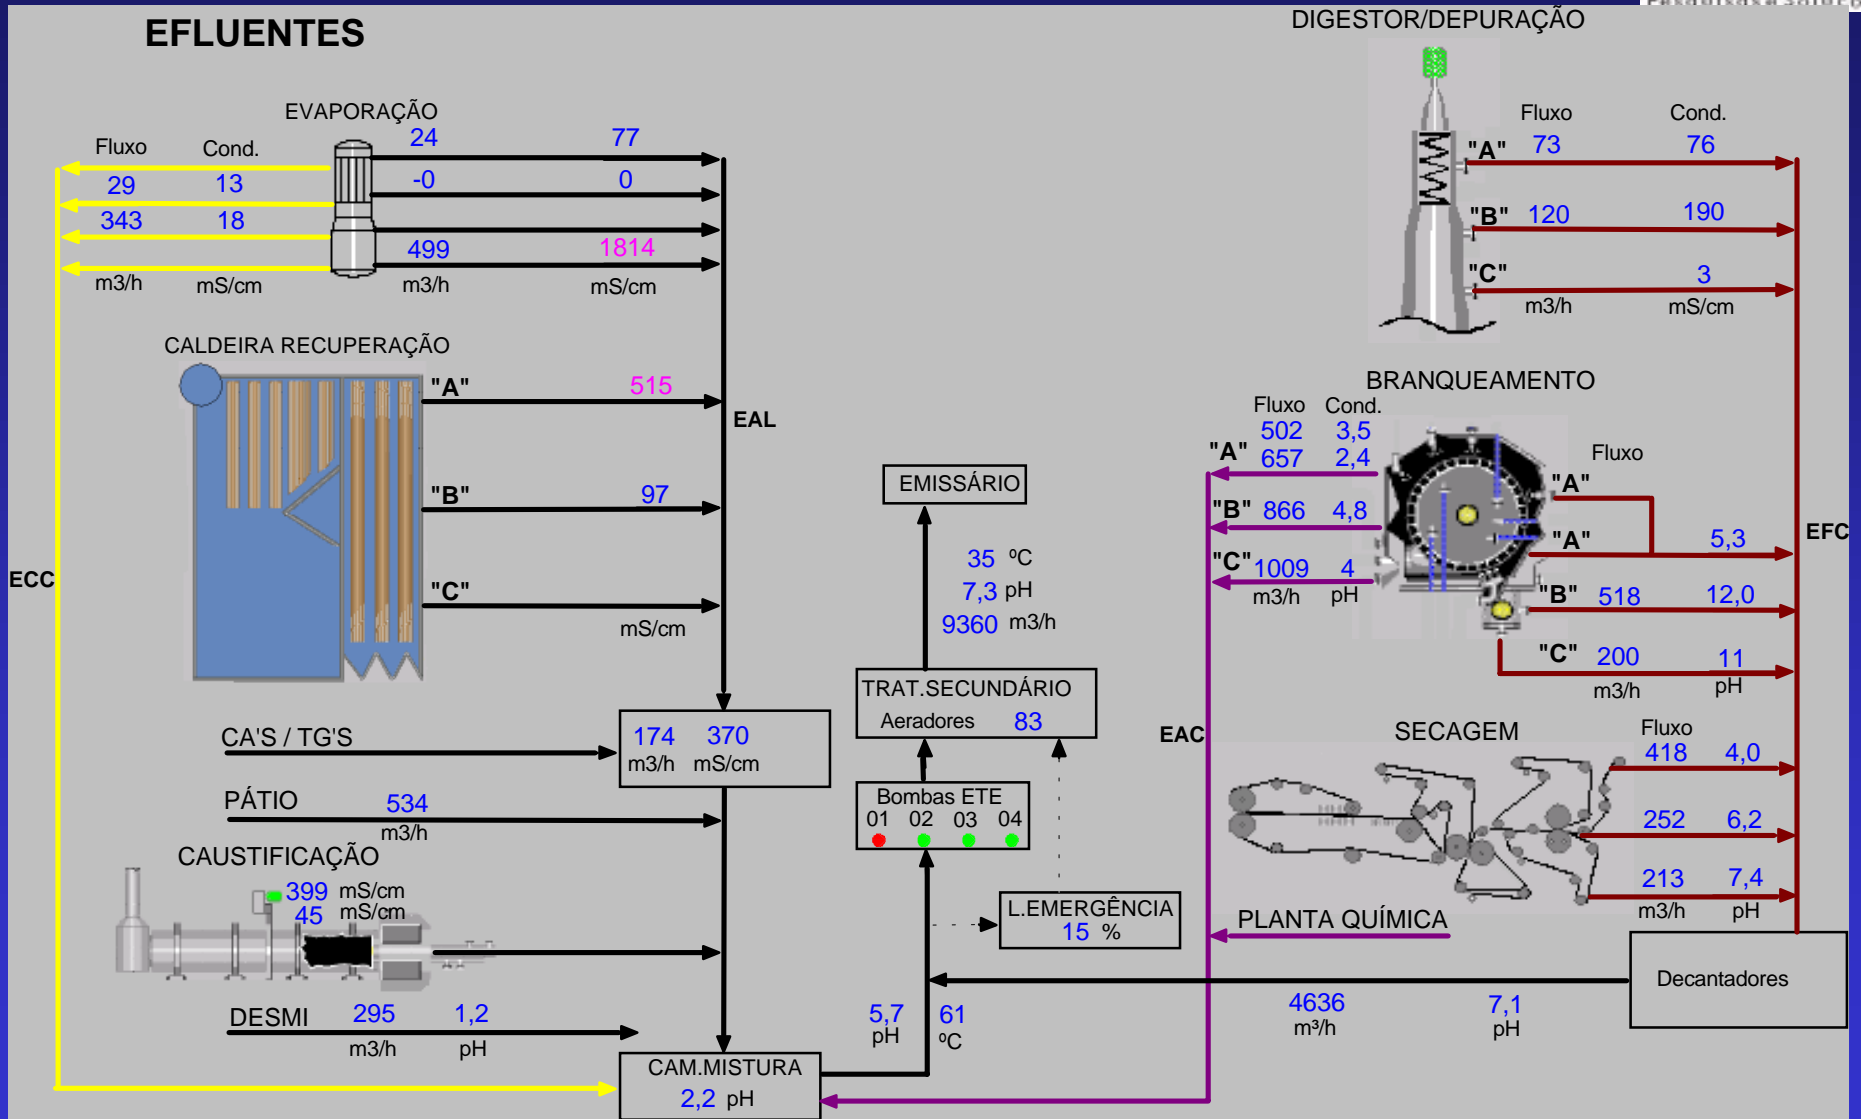 EFLUENTES
EVAPORAÇÃO
Fluxo Cond. 24 77
29 13 -0 0
343 18
499 1814
m3/h mS/cm m3/h mS/cm
CALDEIRA RECUPERAÇÃO
"A" 515
EAL
"B" 97
ECC
"C"
mS/cm
CA'S / TG'S
174 370
m3/h mS/cm
PÁTIO 534
m3/h
CAUSTIFICAÇÃO
399 mS/cm
45 mS/cm
DESMI 295 1,2
m3/h pH
CAM.MISTURA
2,2 pH
EMISSÁRIO
35 ºC
7,3 pH
9360 m3/h
TRAT.SECUNDÁRIO
Aeradores 83
Bombas ETE
01 02 03 04
L.EMERGÊNCIA
15 %
5,7 61
pH ºC
DIGESTOR/DEPURAÇÃO
Fluxo Cond.
"A" 73 76
"B" 120 190
"C" 3
m3/h mS/cm
BRANQUEAMENTO
Fluxo Cond.
502 3,5
"A" 657 2,4
"B" 866 4,8
"C" 1009 4
m3/h pH
Fluxo
"A"
"A" 5,3
EFC
"B" 518 12,0
"C" 200 11
m3/h pH
EAC
SECAGEM
Fluxo
418 4,0
252 6,2
213 7,4
m3/h pH
PLANTA QUÍMICA
Decantadores
4636 7,1
m³/h pH